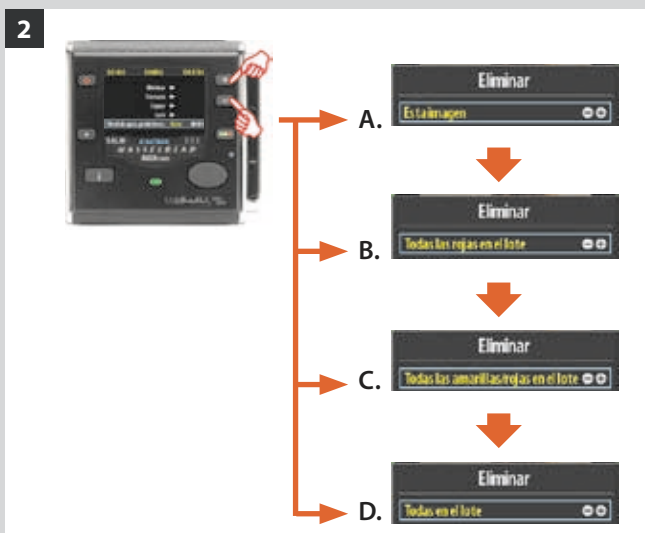 2
HASSELBLAD
A.
Eliminar
Esta imagen
B.
Eliminar
Todas las rojas en el lote
C.
Eliminar
Todas las amarillas/rojas en el lote
D.
Eliminar
Todas en el lote